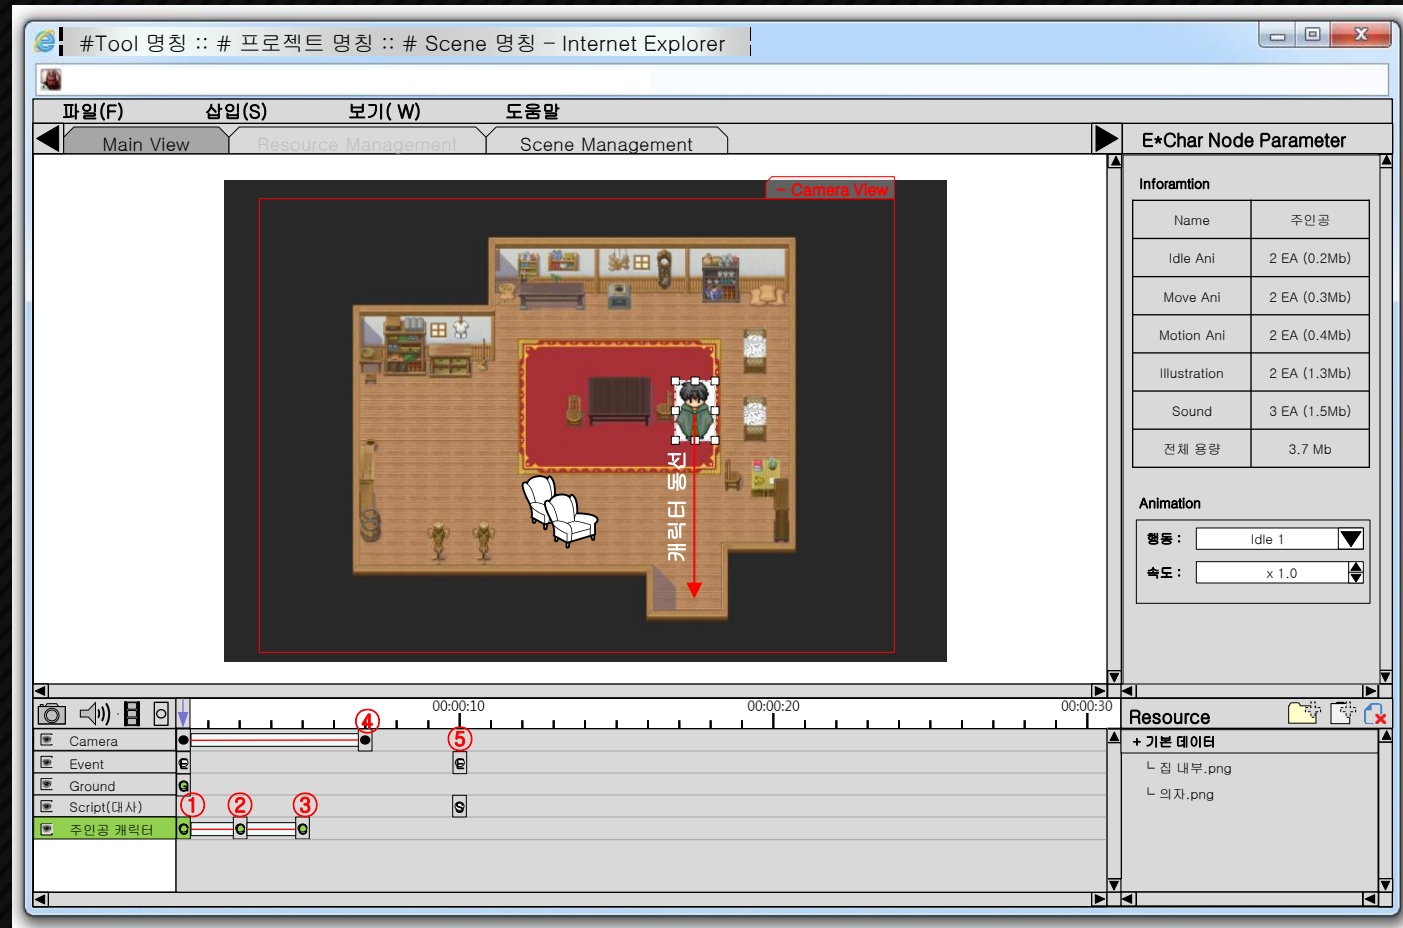 #Tool 명칭 :: # 프로젝트 명칭 :: # Scene 명칭 – Internet Explorer
파일(F) 삽입(S) 보기( W) 도움말
Main View Resource Management Scene Management
E*Char Node Parameter
- Camera View
캐릭터 동선
Inforamtion
Name 주인공
Idle Ani 2 EA (0.2Mb)
Move Ani 2 EA (0.3Mb)
Motion Ani 2 EA (0.4Mb)
Illustration 2 EA (1.3Mb)
Sound 3 EA (1.5Mb)
전체 용량 3.7 Mb
Animation
행동 : Idle 1
속도 : x 1.0
00:00:10 00:00:20 00:00:30
④
Camera
⑤
Event E E
Ground G
Script(대사) S
① ② ③
주인공 캐릭터
Resource
+ 기본 데이터
└ 집 내부.png
└ 의자.png